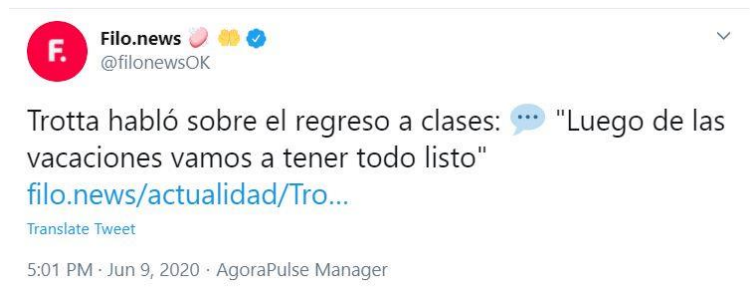 F.
Filo.news 🧼 🤲 
@filonewsOK
Trotta habló sobre el regreso a clases: 💬 "Luego de las
vacaciones vamos a tener todo listo"
filo.news/actualidad/Tro...
Translate Tweet
5:01 PM · Jun 9, 2020 · AgoraPulse Manager